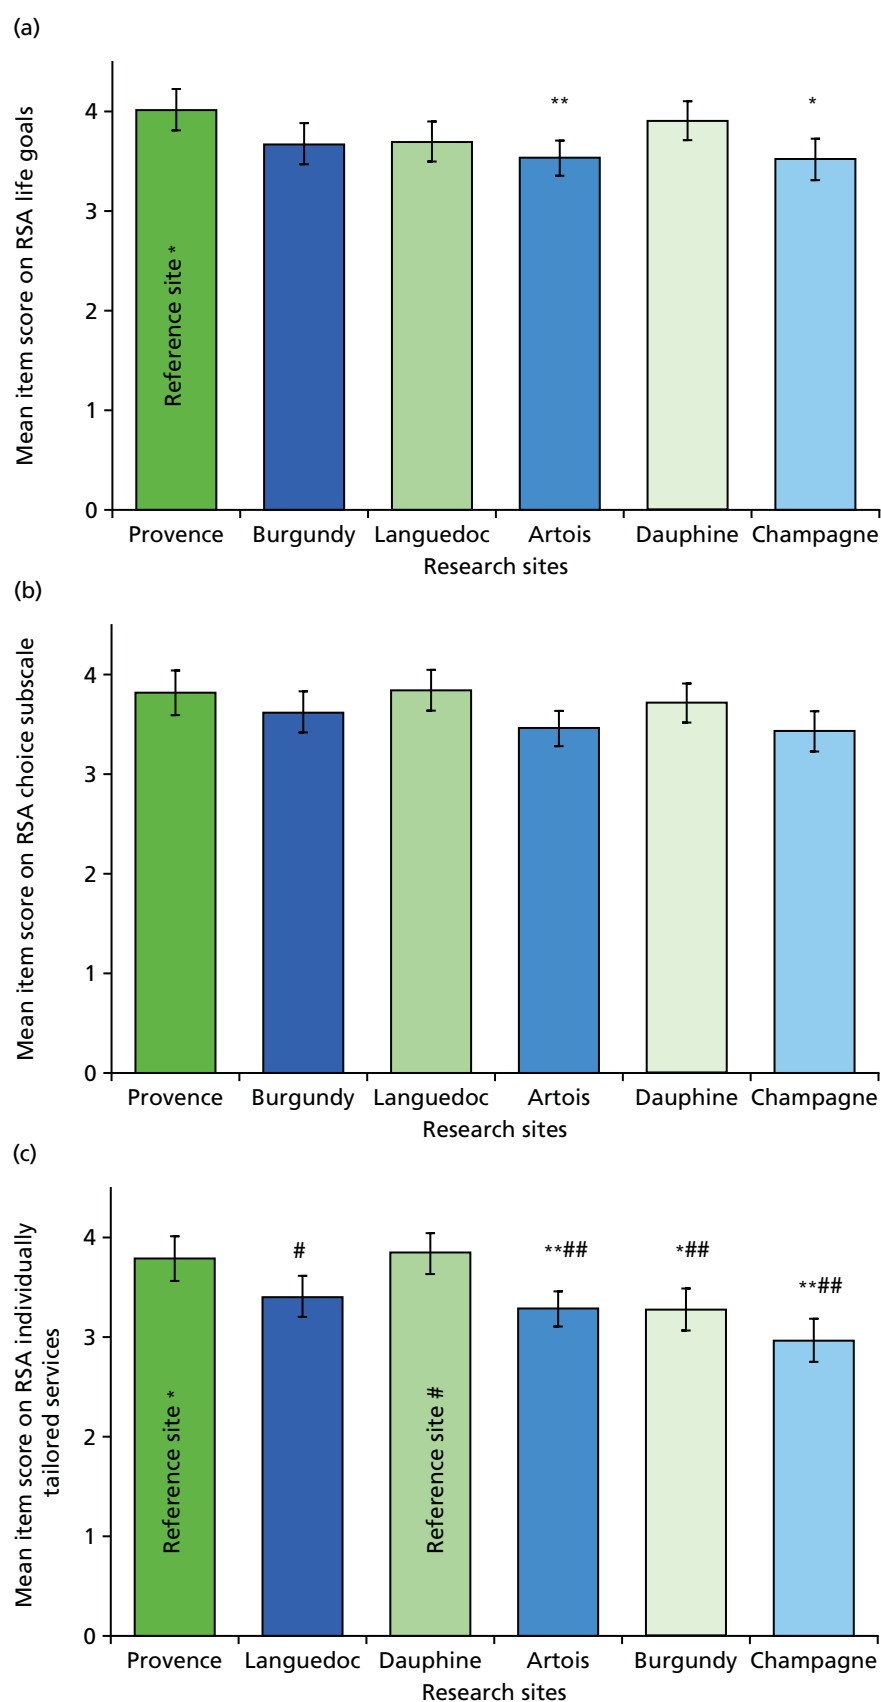 (a)
Mean item score on RSA life goals
4
3
2
1
0
**
*
Reference site *
Provence Burgundy Languedoc Artois Dauphine Champagne
Research sites
(b)
Mean item score on RSA choice subscale
4
3
2
1
0
Provence Burgundy Languedoc Artois Dauphine Champagne
Research sites
(c)
Mean item score on RSA individually
tailored services
4
3
2
1
0
#
**##
*##
**##
Reference site *
Reference site #
Provence Languedoc Dauphine Artois Burgundy Champagne
Research sites